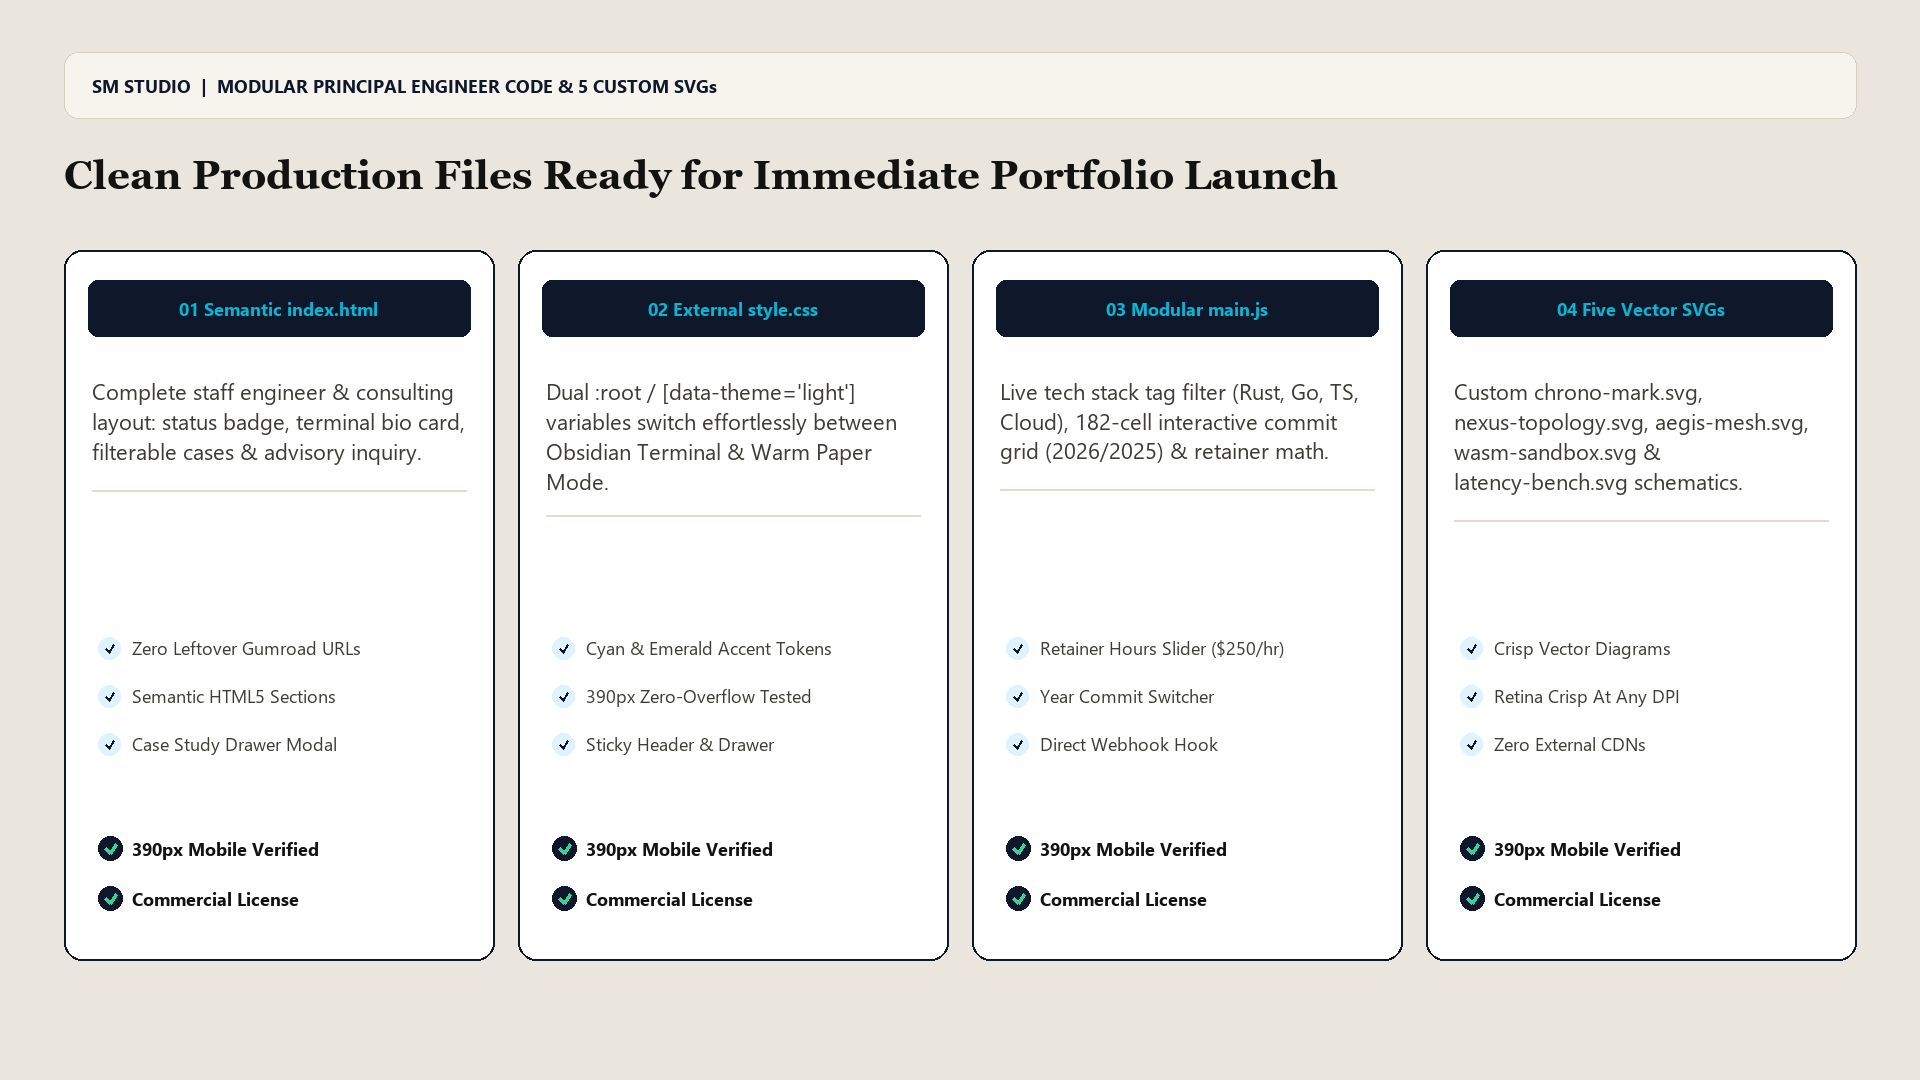 SM STUDIO | MODULAR PRINCIPAL ENGINEER CODE & 5 CUSTOM SVGs
Clean Production Files Ready for Immediate Portfolio Launch
01 Semantic index.html
Complete staff engineer & consulting
layout: status badge, terminal bio card,
filterable cases & advisory inquiry.
Zero Leftover Gumroad URLs
Semantic HTML5 Sections
Case Study Drawer Modal
390px Mobile Verified
Commercial License
02 External style.css
Dual :root / [data-theme='light']
variables switch effortlessly between
Obsidian Terminal & Warm Paper
Mode.
Cyan & Emerald Accent Tokens
390px Zero-Overflow Tested
Sticky Header & Drawer
390px Mobile Verified
Commercial License
03 Modular main.js
Live tech stack tag filter (Rust, Go, TS,
Cloud), 182-cell interactive commit
grid (2026/2025) & retainer math.
Retainer Hours Slider ($250/hr)
Year Commit Switcher
Direct Webhook Hook
390px Mobile Verified
Commercial License
04 Five Vector SVGs
Custom chrono-mark.svg,
nexus-topology.svg, aegis-mesh.svg,
wasm-sandbox.svg &
latency-bench.svg schematics.
Crisp Vector Diagrams
Retina Crisp At Any DPI
Zero External CDNs
390px Mobile Verified
Commercial License